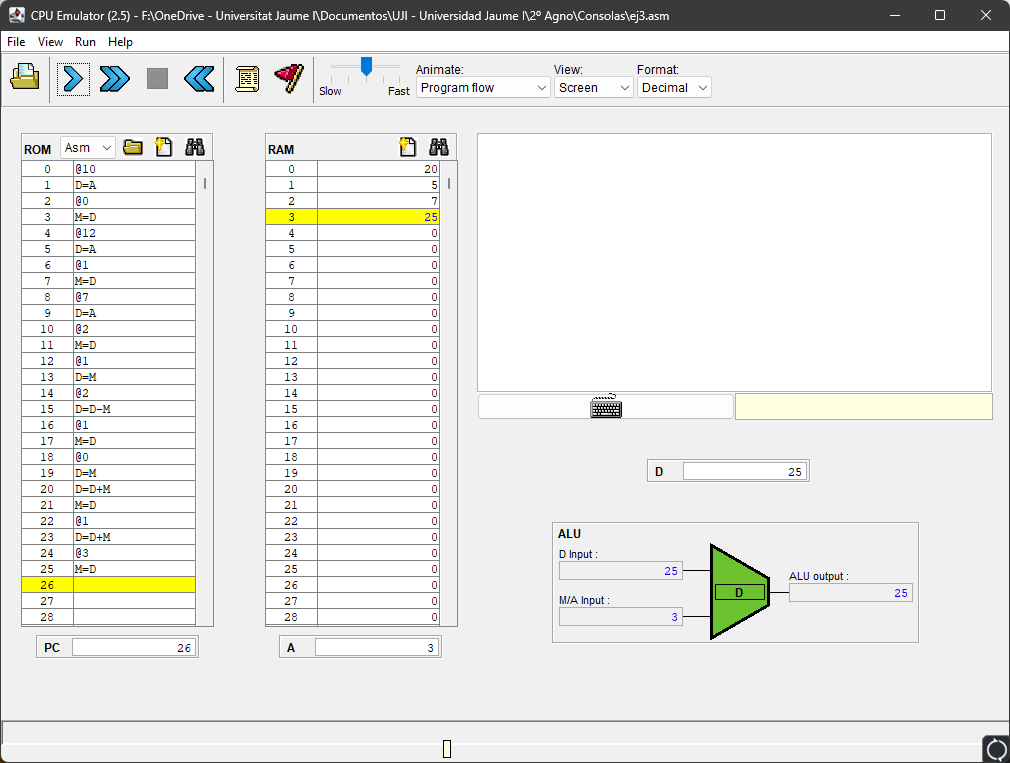 CPU Emulator (2.5) - F:\OneDrive - Universitat Jaume I\Documentos\UJI - Universidad Jaume I\2º Agno\Consolas\ej3.asm
File View Run Help
Slow Fast
Animate:
Program flow
View:
Screen
Format:
Decimal
ROM Asm
0 @10
1 D=A
2 @0
3 M=D
4 @12
5 D=A
6 @1
7 M=D
8 @7
9 D=A
10 @2
11 M=D
12 @1
13 D=M
14 @2
15 D=D-M
16 @1
17 M=D
18 @0
19 D=M
20 D=D+M
21 M=D
22 @1
23 D=D+M
24 @3
25 M=D
26
27
28
PC 26
RAM
0 20
1 5
2 7
3 25
4 0
5 0
6 0
7 0
8 0
9 0
10 0
11 0
12 0
13 0
14 0
15 0
16 0
17 0
18 0
19 0
20 0
21 0
22 0
23 0
24 0
25 0
26 0
27 0
28 0
A 3
D 25
ALU
D Input :
25
M/A Input :
3
D
ALU output :
25